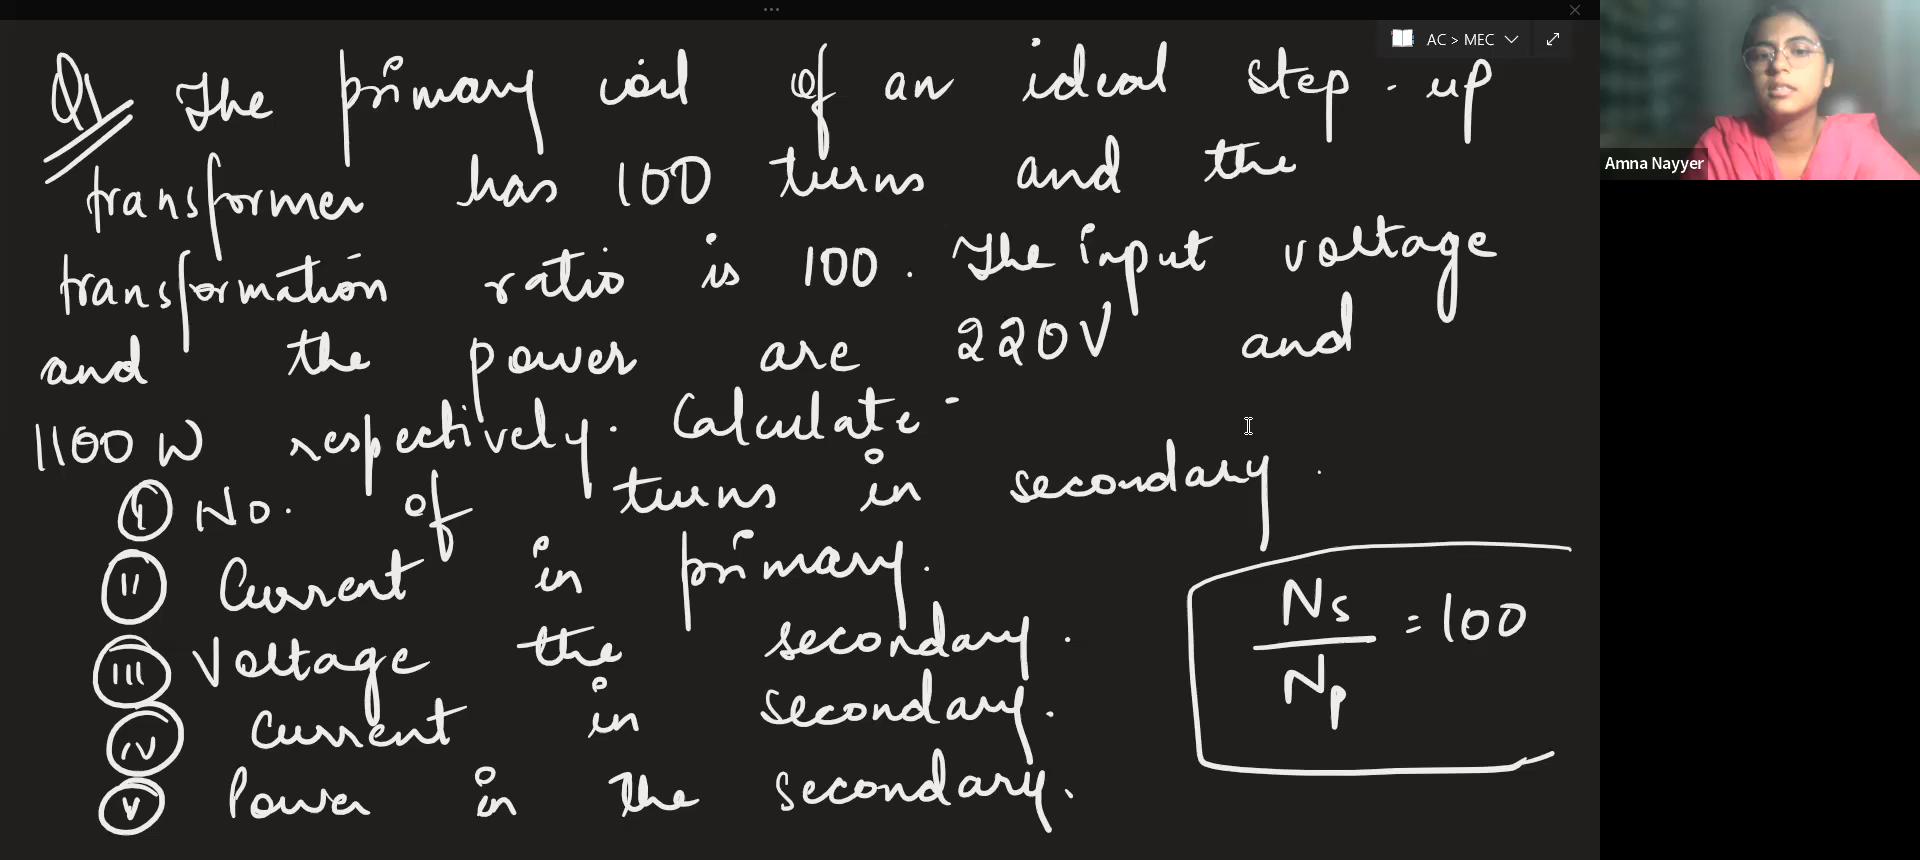 AC > MEC
Amna Nayyer
Q1 The primary coil of an ideal step-up
transformer has 100 turns and the
transformation ratio is 100. The input voltage
and the power are 220V and
1100 W respectively. Calculate -
(i) No. of turns in secondary.
(ii) Current in primary.
(iii) Voltage the secondary.
(iv) Current in secondary.
(v) Power in the secondary.
Ns
Np
= 100